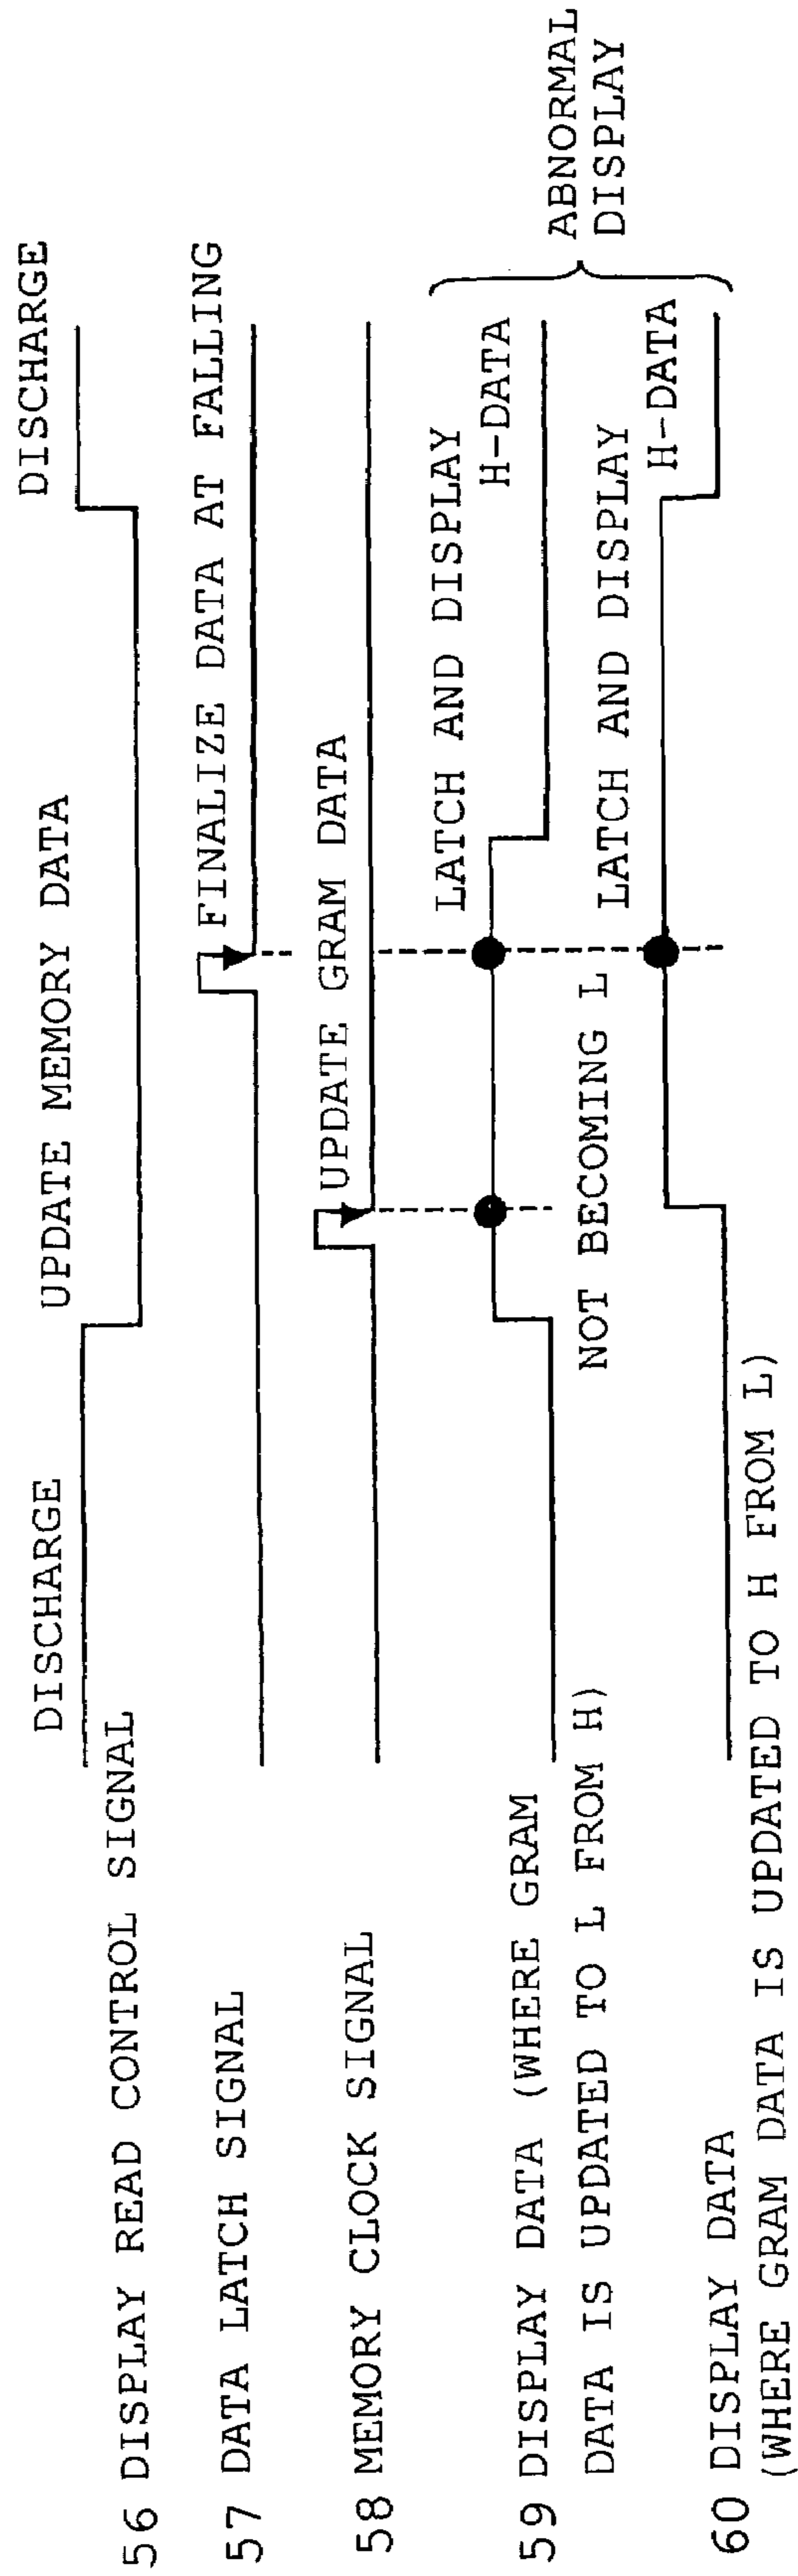 DISCHARGE
UPDATE MEMORY DATA
DISCHARGE
56 DISPLAY READ CONTROL SIGNAL
FINALIZE DATA AT FALLING
57 DATA LATCH SIGNAL
UPDATE GRAM DATA
58 MEMORY CLOCK SIGNAL
LATCH AND DISPLAY
H-DATA
59 DISPLAY DATA (WHERE GRAM
DATA IS UPDATED TO L FROM H)
NOT BECOMING L
LATCH AND DISPLAY
H-DATA
60 DISPLAY DATA
(WHERE GRAM DATA IS UPDATED TO H FROM L)
ABNORMAL
DISPLAY